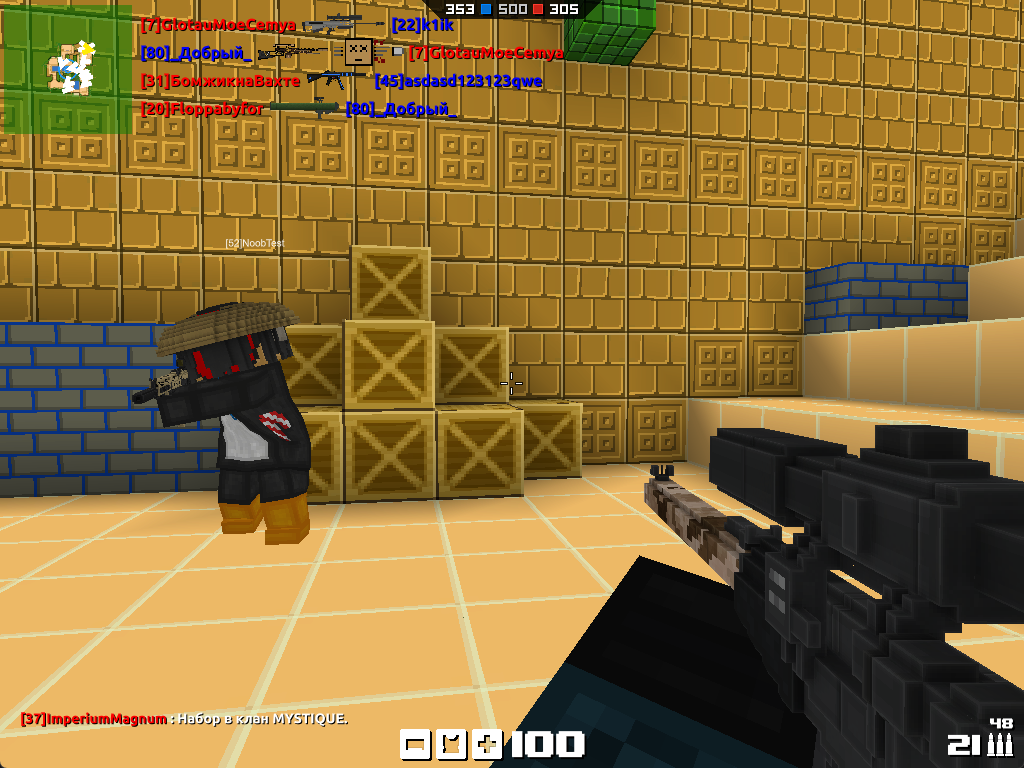 353 500 305
[7]GlotauMoeCemya [22]k1ik
[80]_Добрый_ [7]GlotauMoeCemya
[31]БомжикнаВахте [45]asdasd123123qwe
[20]Floppabyfor [80]_Добрый_
[52]NoobTest
[37]ImperiumMagnum : Набор в клан MYSTIQUE.
100
48
21